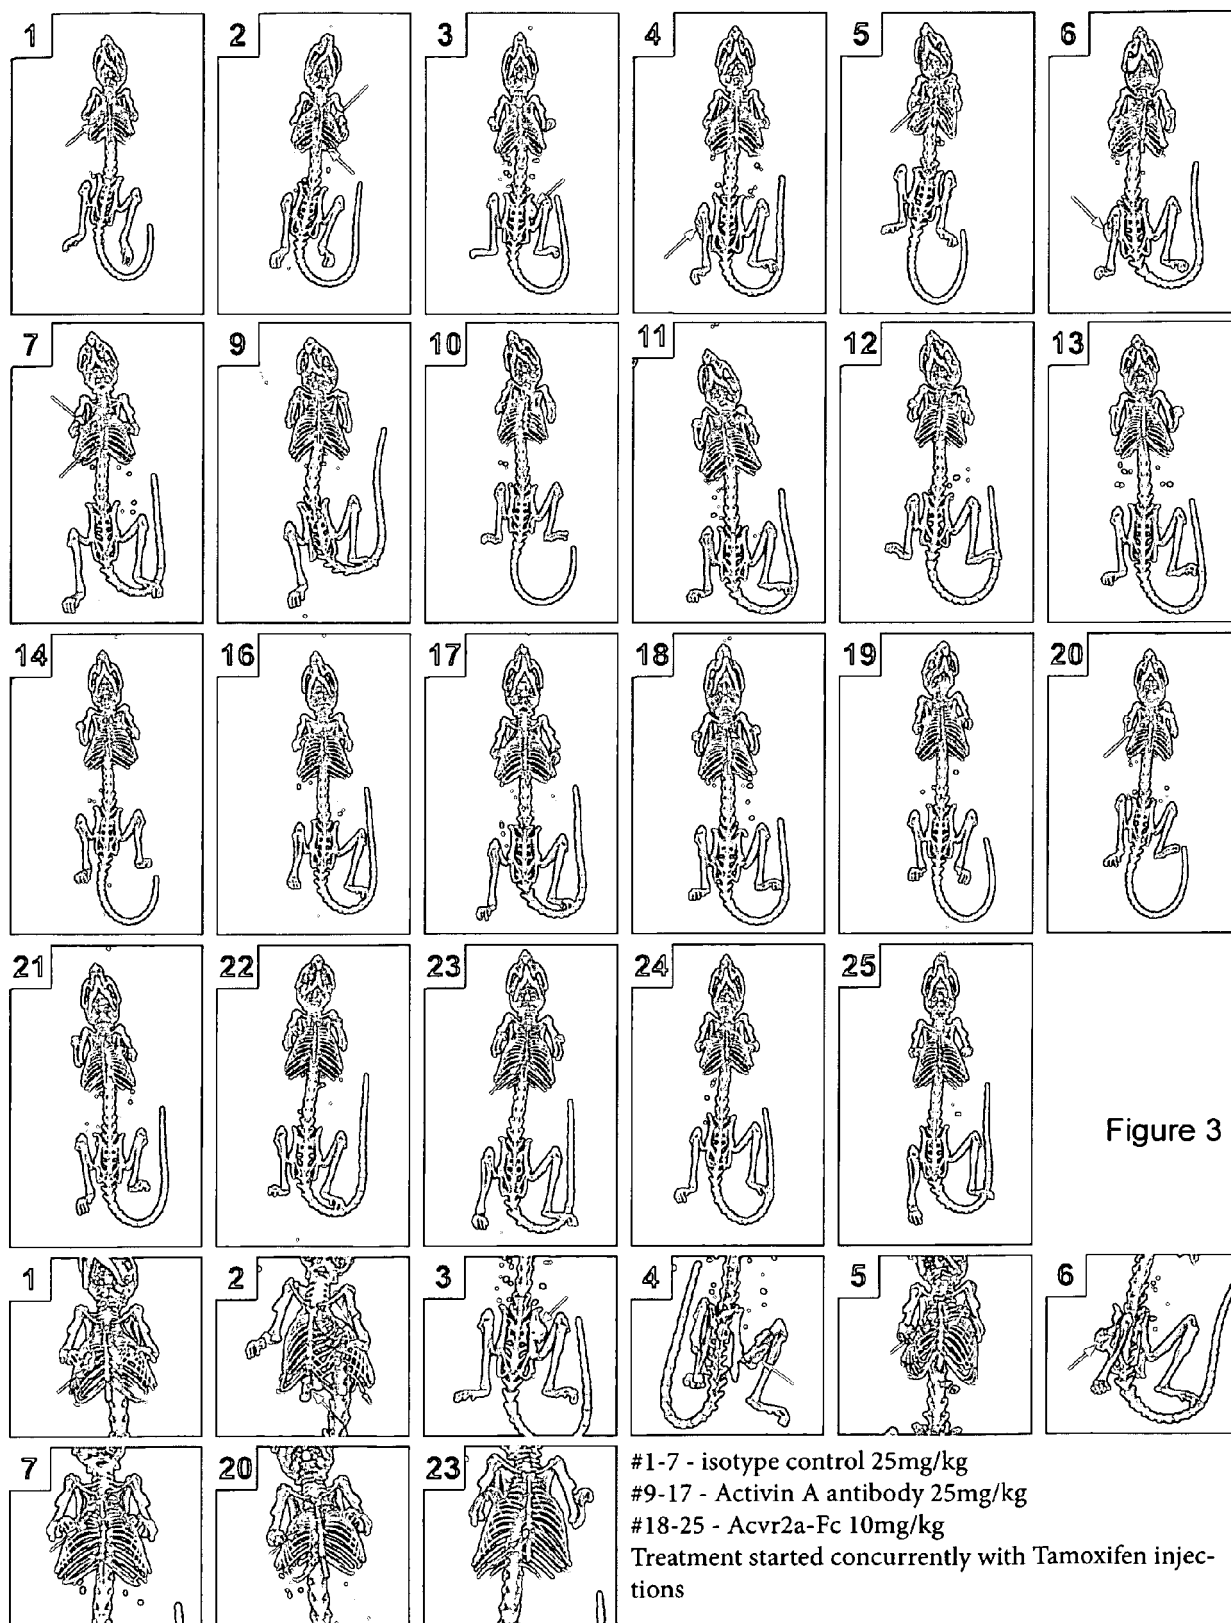 1 2 3 4 5 6
7 9 10 11 12 13
14 16 17 18 19 20
21 22 23 24 25
Figure 3
1 2 3 4 5 6
7 20 23
#1-7 - isotype control 25mg/kg
#9-17 - Activin A antibody 25mg/kg
#18-25 - Acvr2a-Fc 10mg/kg
Treatment started concurrently with Tamoxifen injec-
tions